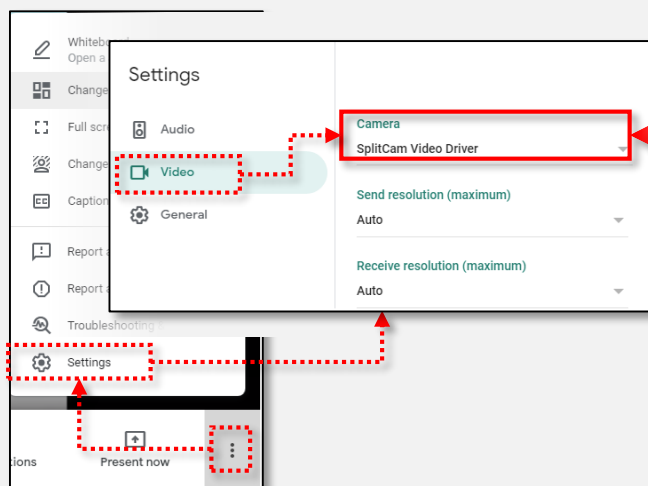 Whiteboard
Open a
Change
Full scre
Change
Caption
Report a
Report a
Troubleshooting
Settings
ions
Present now
Settings
Audio
Video
General
Camera
SplitCam Video Driver
Send resolution (maximum)
Auto
Receive resolution (maximum)
Auto